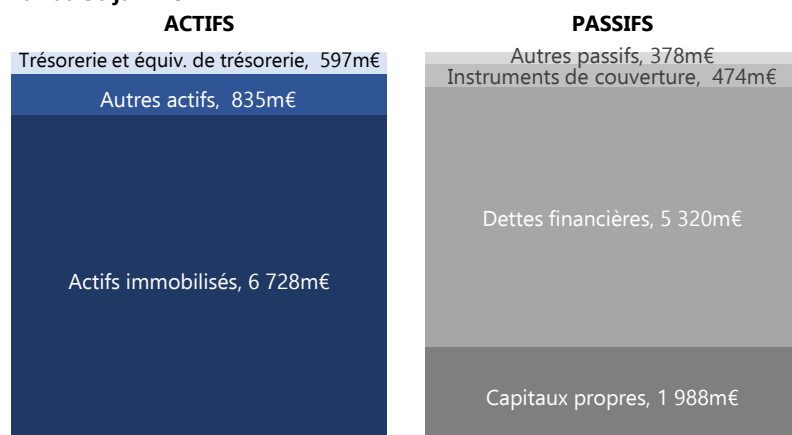 ACTIFS
PASSIFS
Trésorerie et équiv. de trésorerie, 597m€
Autres actifs, 835m€
Actifs immobilisés, 6 728m€
Autres passifs, 378m€
Instruments de couverture, 474m€
Dettes financières, 5 320m€
Capitaux propres, 1 988m€